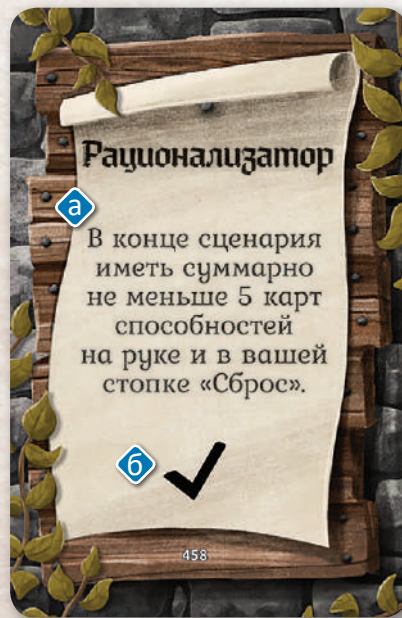 Рационализатор
а
В конце сценария
иметь суммарно
не меньше 5 карт
способностей
на руке и в вашей
стопке «Сброс».
б
458